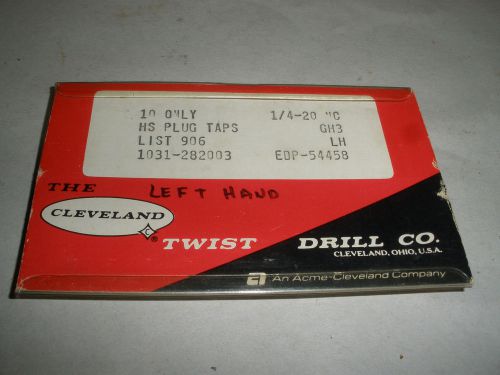 10 ONLY 1/4-20 NC
HS PLUG TAPS GH3
LIST 906 LH
1031-282003 EDP-54458
LEFT HAND
THE
CLEVELAND
TWIST DRILL CO.
CLEVELAND, OHIO, U.S.A.
An Acme-Cleveland Company